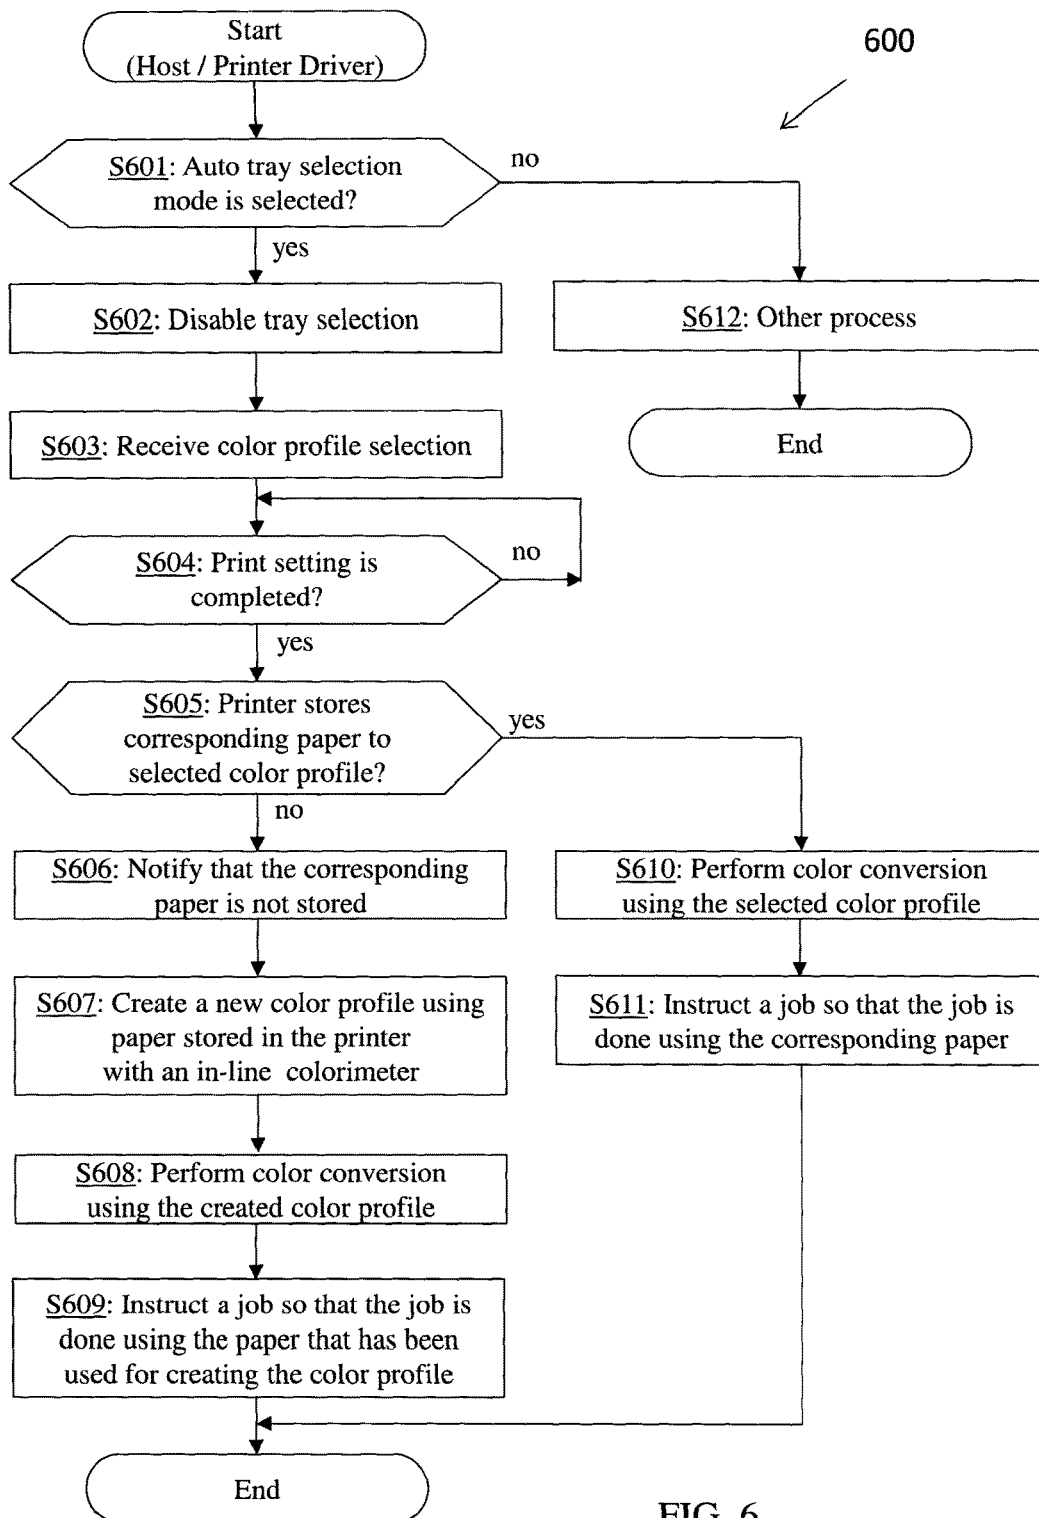 Start
(Host / Printer Driver)
600
S601: Auto tray selection
mode is selected?
no
yes
S602: Disable tray selection
S612: Other process
S603: Receive color profile selection
End
S604: Print setting is
completed?
no
yes
S605: Printer stores
corresponding paper to
selected color profile?
yes
no
S606: Notify that the corresponding
paper is not stored
S610: Perform color conversion
using the selected color profile
S607: Create a new color profile using
paper stored in the printer
with an in-line colorimeter
S611: Instruct a job so that the job is
done using the corresponding paper
S608: Perform color conversion
using the created color profile
S609: Instruct a job so that the job is
done using the paper that has been
used for creating the color profile
End
FIG. 6